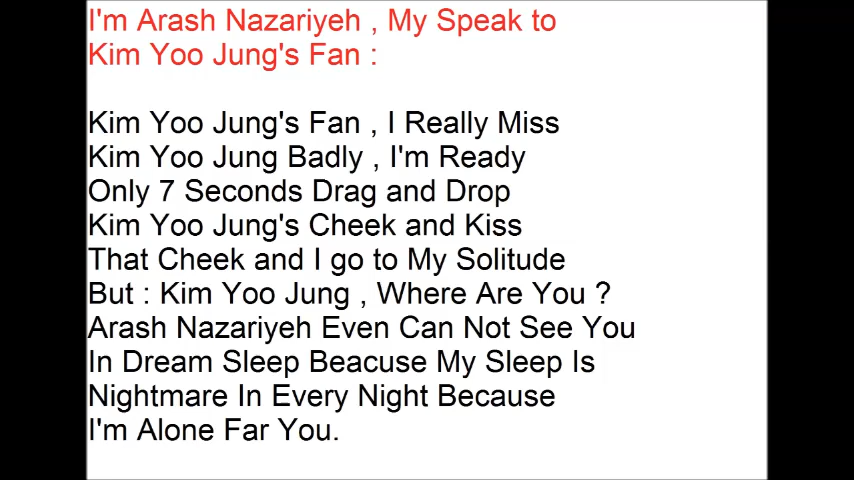 I'm Arash Nazariyeh , My Speak to
Kim Yoo Jung's Fan :
Kim Yoo Jung's Fan , I Really Miss
Kim Yoo Jung Badly , I'm Ready
Only 7 Seconds Drag and Drop
Kim Yoo Jung's Cheek and Kiss
That Cheek and I go to My Solitude
But : Kim Yoo Jung , Where Are You ?
Arash Nazariyeh Even Can Not See You
In Dream Sleep Beacuse My Sleep Is
Nightmare In Every Night Because
I'm Alone Far You.